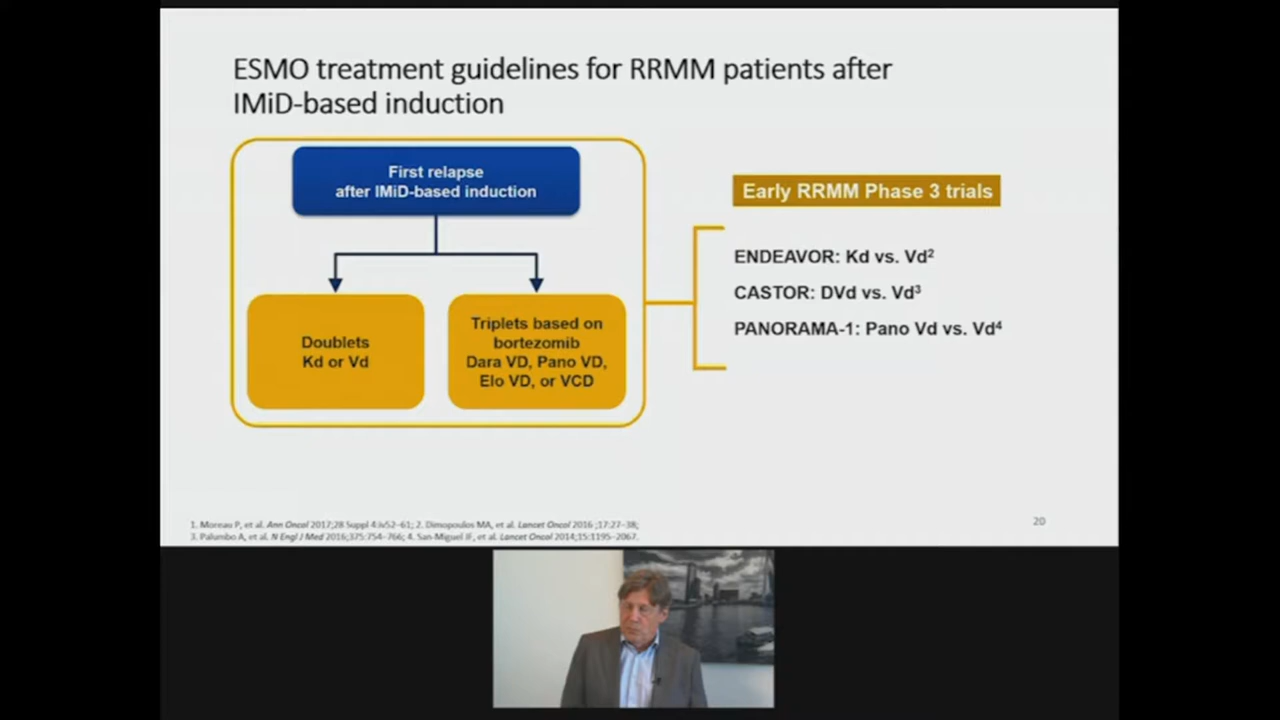 ESMO treatment guidelines for RRMM patients after
IMiD-based induction
First relapse
after IMiD-based induction
Doublets
Kd or Vd
Triplets based on
bortezomib
Dara VD, Pano VD,
Elo VD, or VCD
Early RRMM Phase 3 trials
ENDEAVOR: Kd vs. Vd²
CASTOR: DVd vs. Vd³
PANORAMA-1: Pano Vd vs. Vd⁴
1. Moreau P, et al. Ann Oncol 2017;28 Suppl 4:iv52–61; 2. Dimopoulos MA, et al. Lancet Oncol 2016 ;17:27–38;
3. Palumbo A, et al. N Engl J Med 2016;375:754–766; 4. San-Miguel JF, et al. Lancet Oncol 2014;15:1195–2067.
20